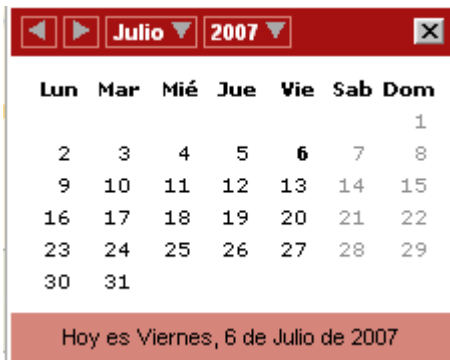 Julio 2007
Lun Mar Mié Jue Vie Sab Dom
1
2 3 4 5 6 7 8
9 10 11 12 13 14 15
16 17 18 19 20 21 22
23 24 25 26 27 28 29
30 31
Hoy es Viernes, 6 de Julio de 2007